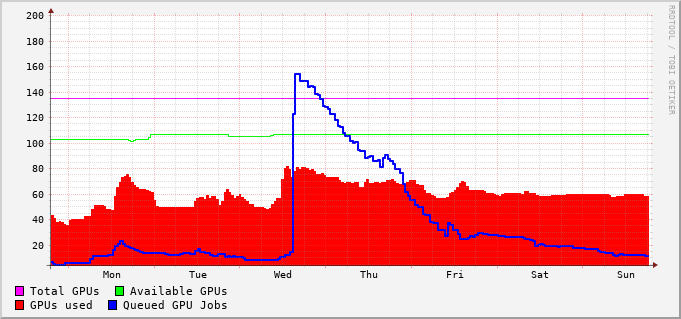 200
180
160
140
120
100
80
60
40
20
Mon Tue Wed Thu Fri Sat Sun
Total GPUs Available GPUs
GPUs used Queued GPU Jobs
RRDTOOL / TOBI OETIKER